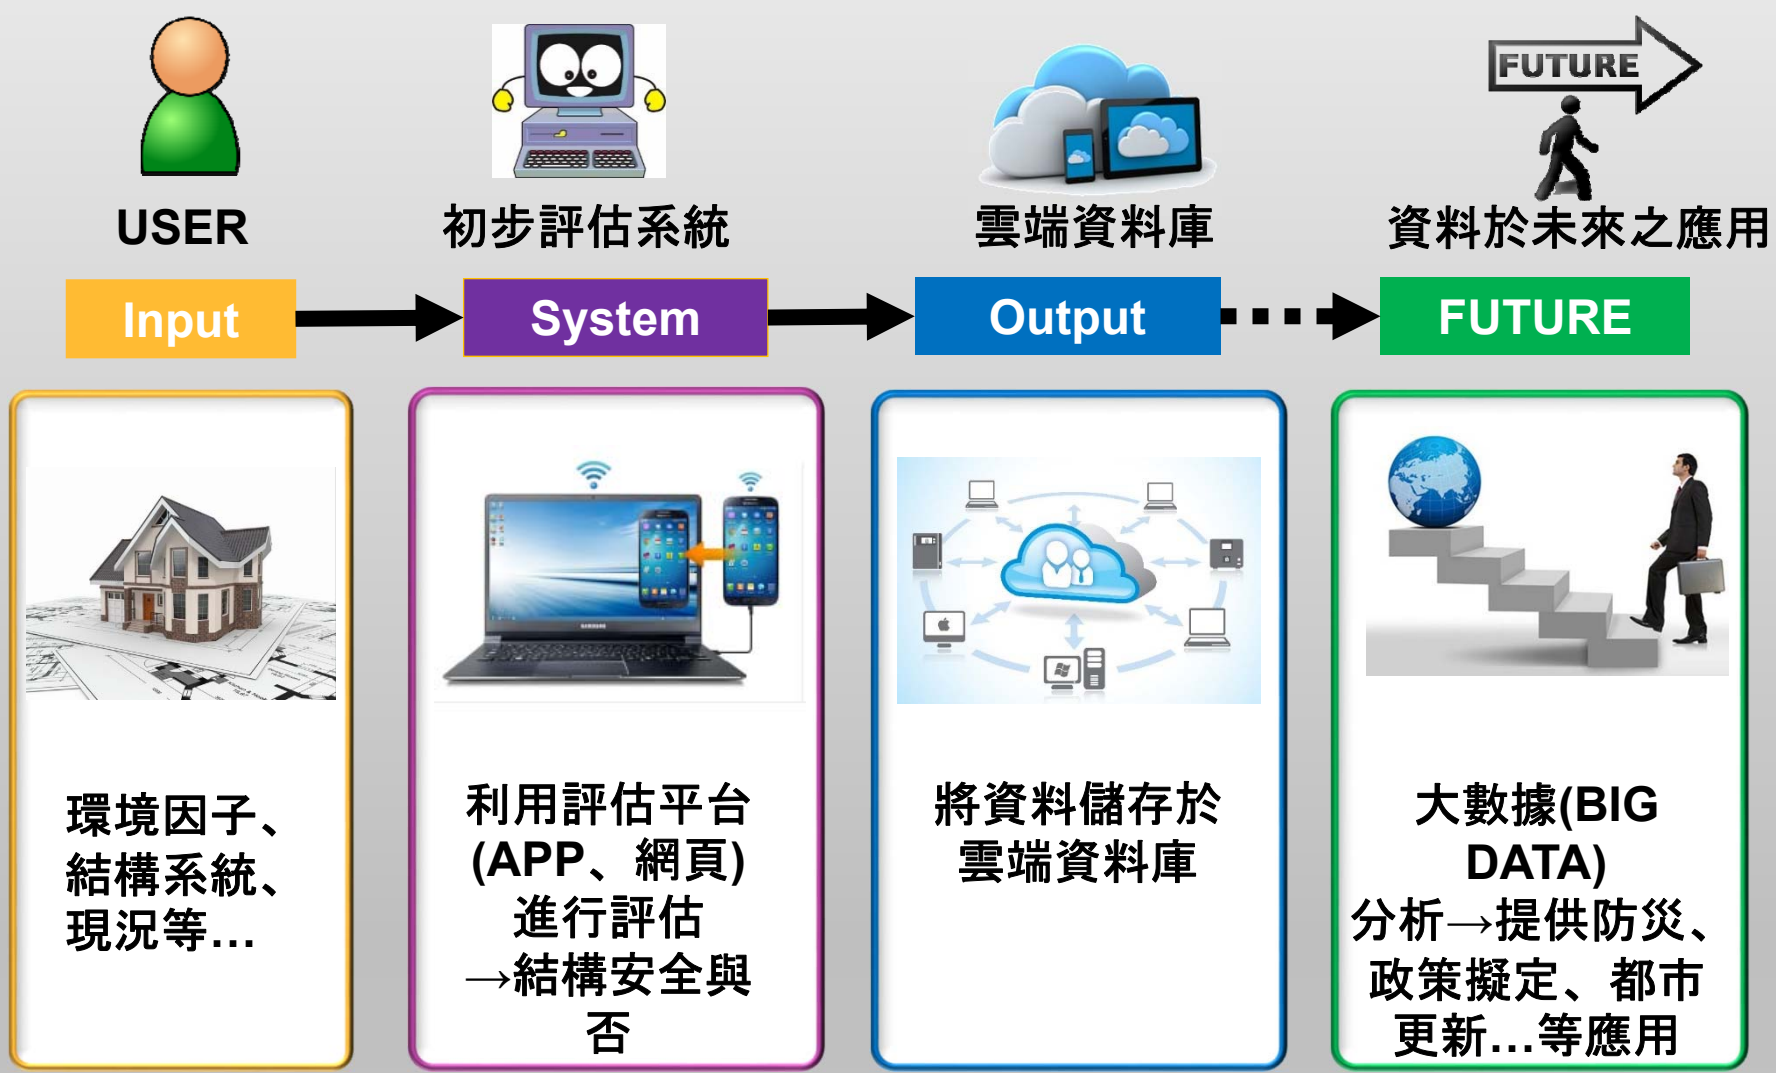 FUTURE
USER
初步評估系統
雲端資料庫
資料於未來之應用
Input
System
Output
FUTURE
環境因子、
結構系統、
現況等...
利用評估平台
(APP、網頁)
進行評估
→結構安全與
否
將資料儲存於
雲端資料庫
大數據(BIG
DATA)
分析→提供防災、
政策擬定、都市
更新...等應用